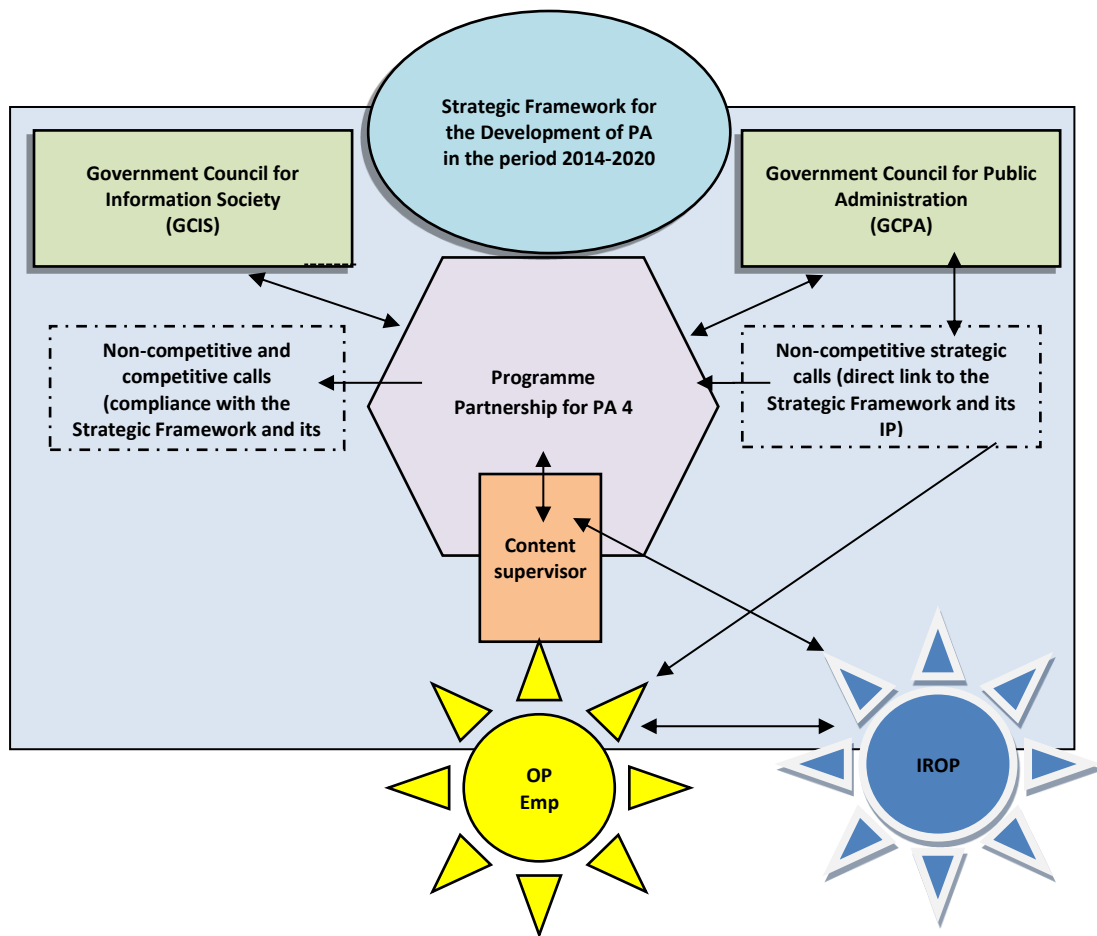 Strategic Framework for
the Development of PA
in the period 2014-2020
Government Council for
Information Society
(GCIS)
Government Council for Public
Administration
(GCPA)
Non-competitive and
competitive calls
(compliance with the
Strategic Framework and its
Programme
Partnership for PA 4
Non-competitive strategic
calls (direct link to the
Strategic Framework and its
IP)
Content
supervisor
OP
Emp
IROP